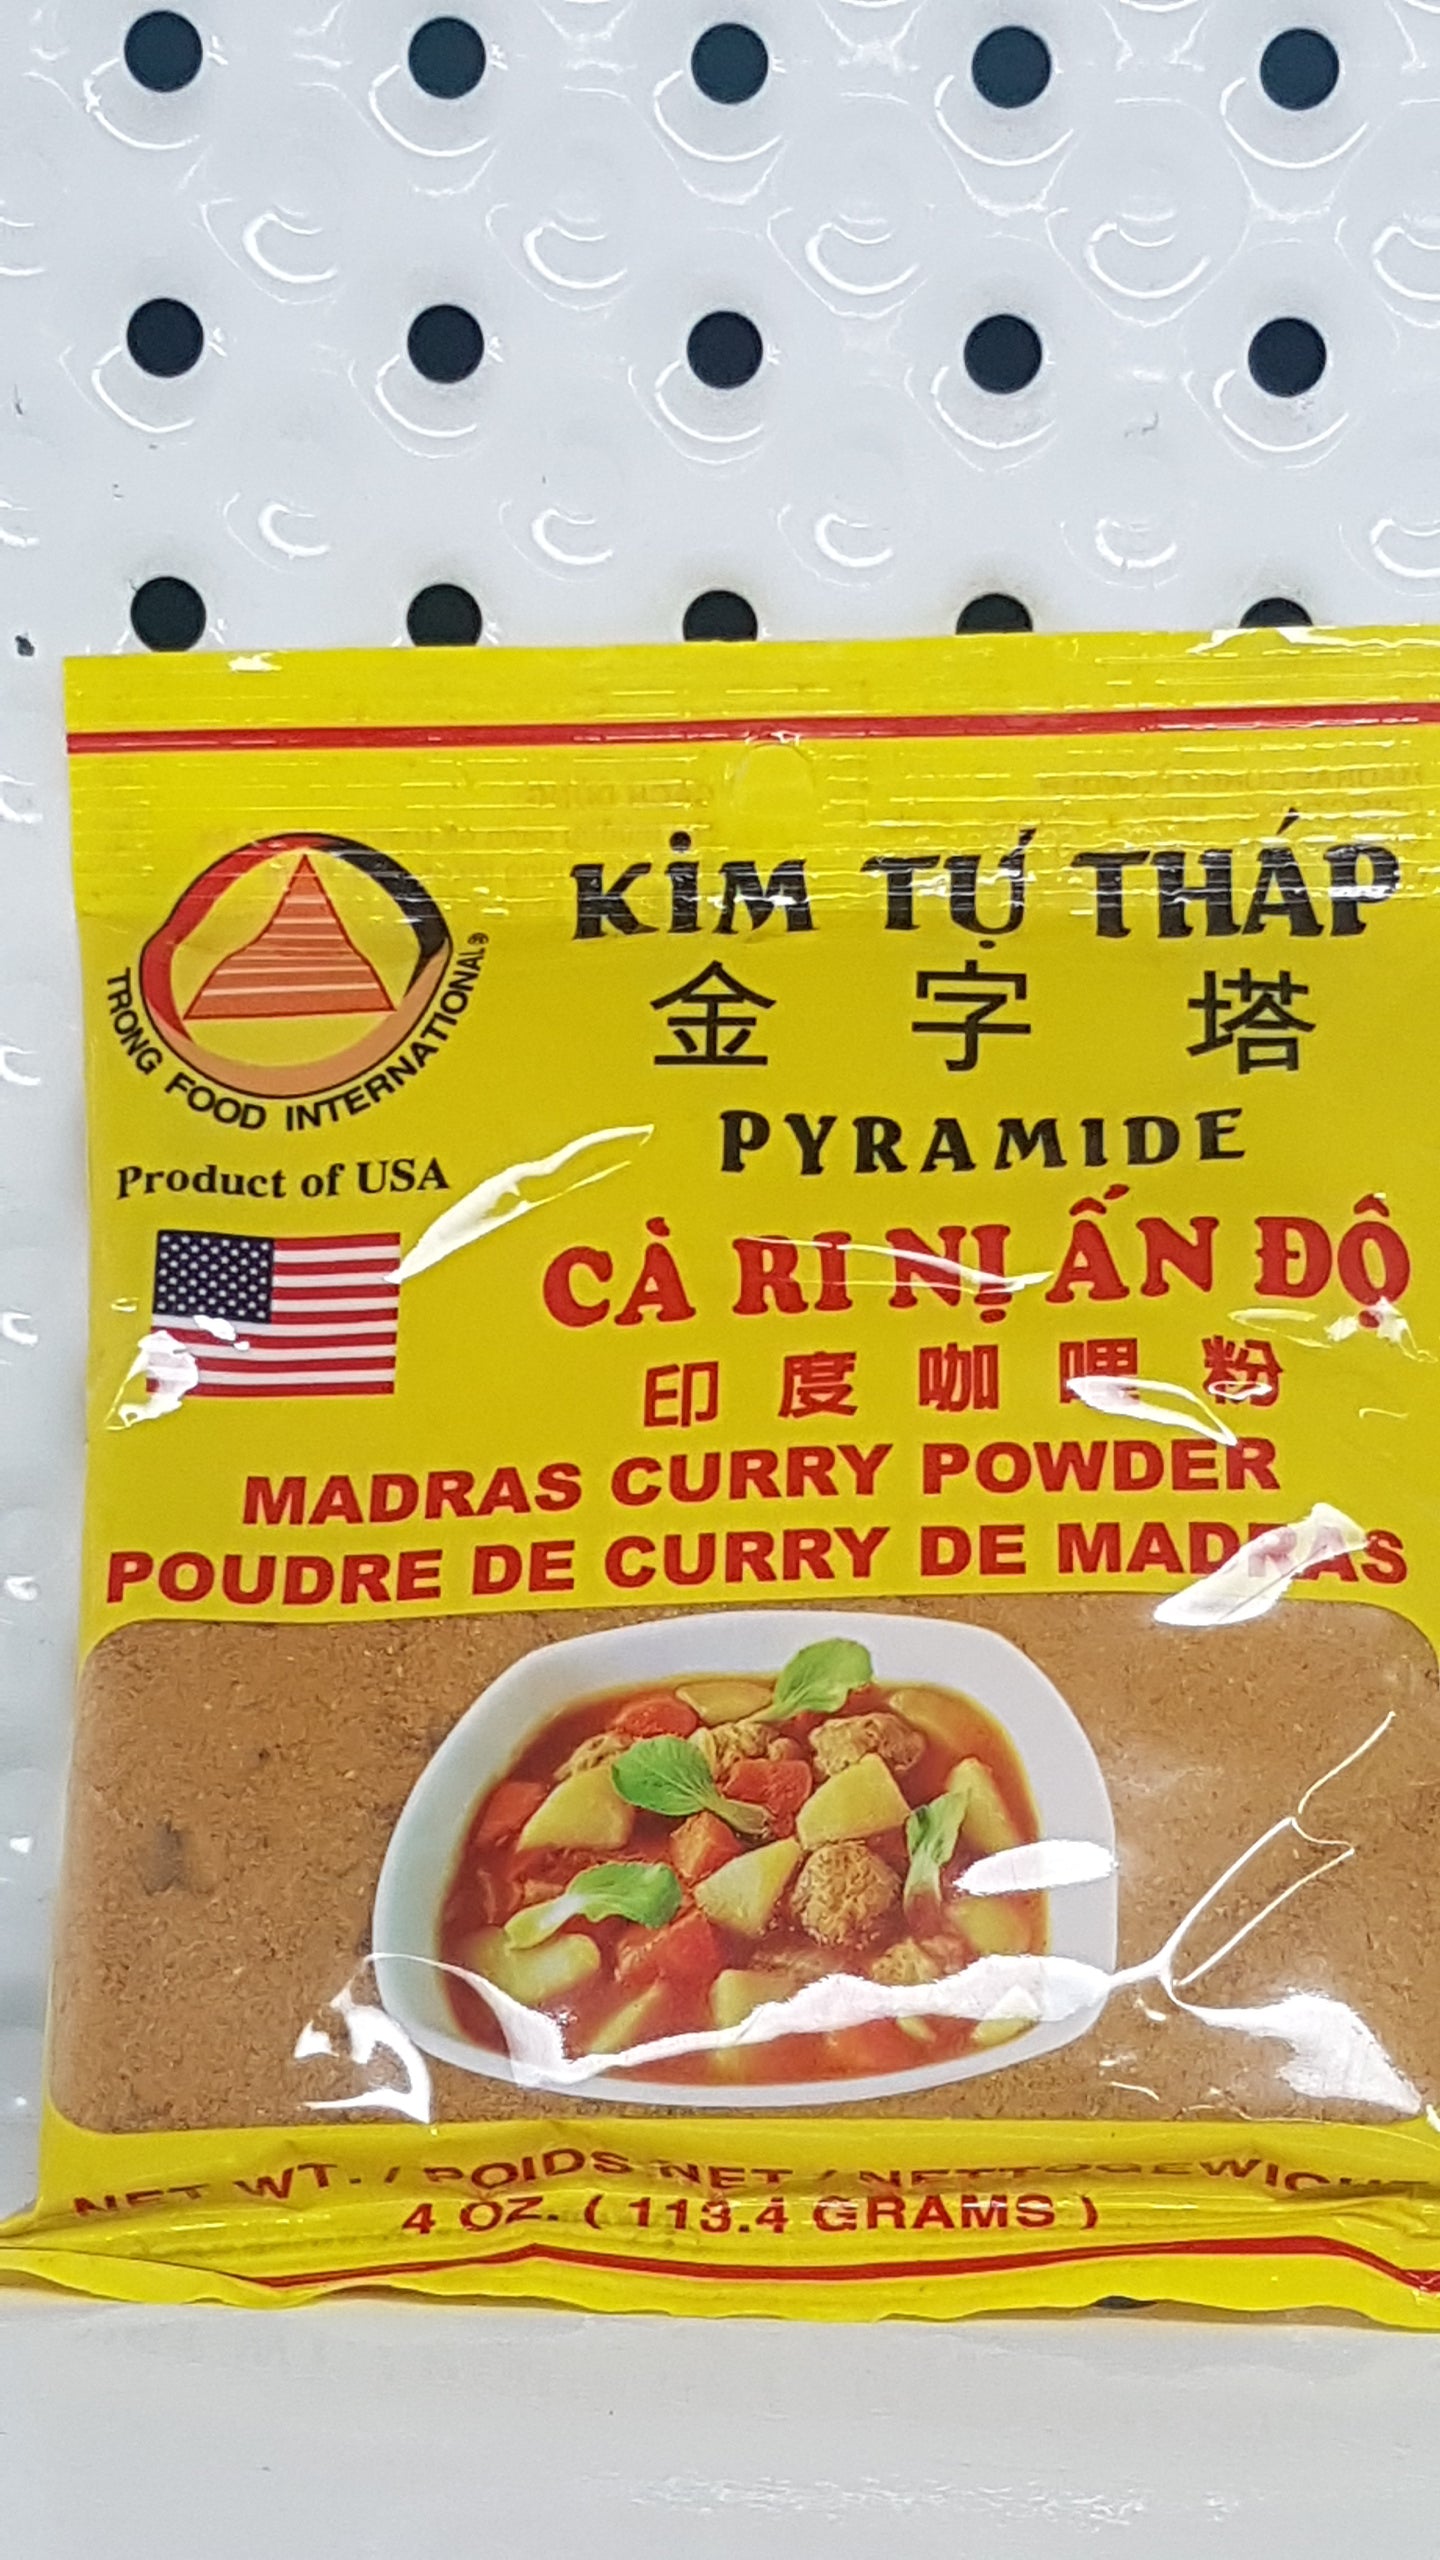 KIM TỰ THÁP
金字塔
PYRAMIDE
TRONG FOOD INTERNATIONAL®
Product of USA
CÀ RI NỊ ẤN ĐỘ
印度咖哩粉
MADRAS CURRY POWDER
POUDRE DE CURRY DE MADRAS
NET WT. / POIDS NET / NETTOGEWICHT
4 OZ. ( 113.4 GRAMS )